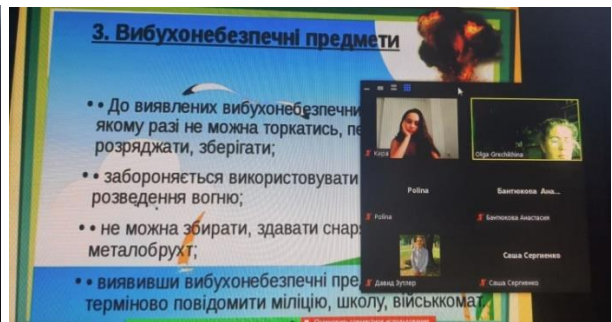 3. Вибухонебезпечні предмети
• • До виявлених вибухонебезпечни
якому разі не можна торкатись, пе
розряджати, зберігати;
• • забороняється використовувати
розведення вогню;
• • не можна збирати, здавати снар
металобрухт;
• • виявивши вибухонебезпечні пре
терміново повідомити міліцію, школу, військкомат.
Кира
Olga Grechikhina
Polina
Бантюкова Ана...
Polina
Бантюкова Анастасия
Саша Сергиенко
Давид Зутлер
Саша Сергиенко